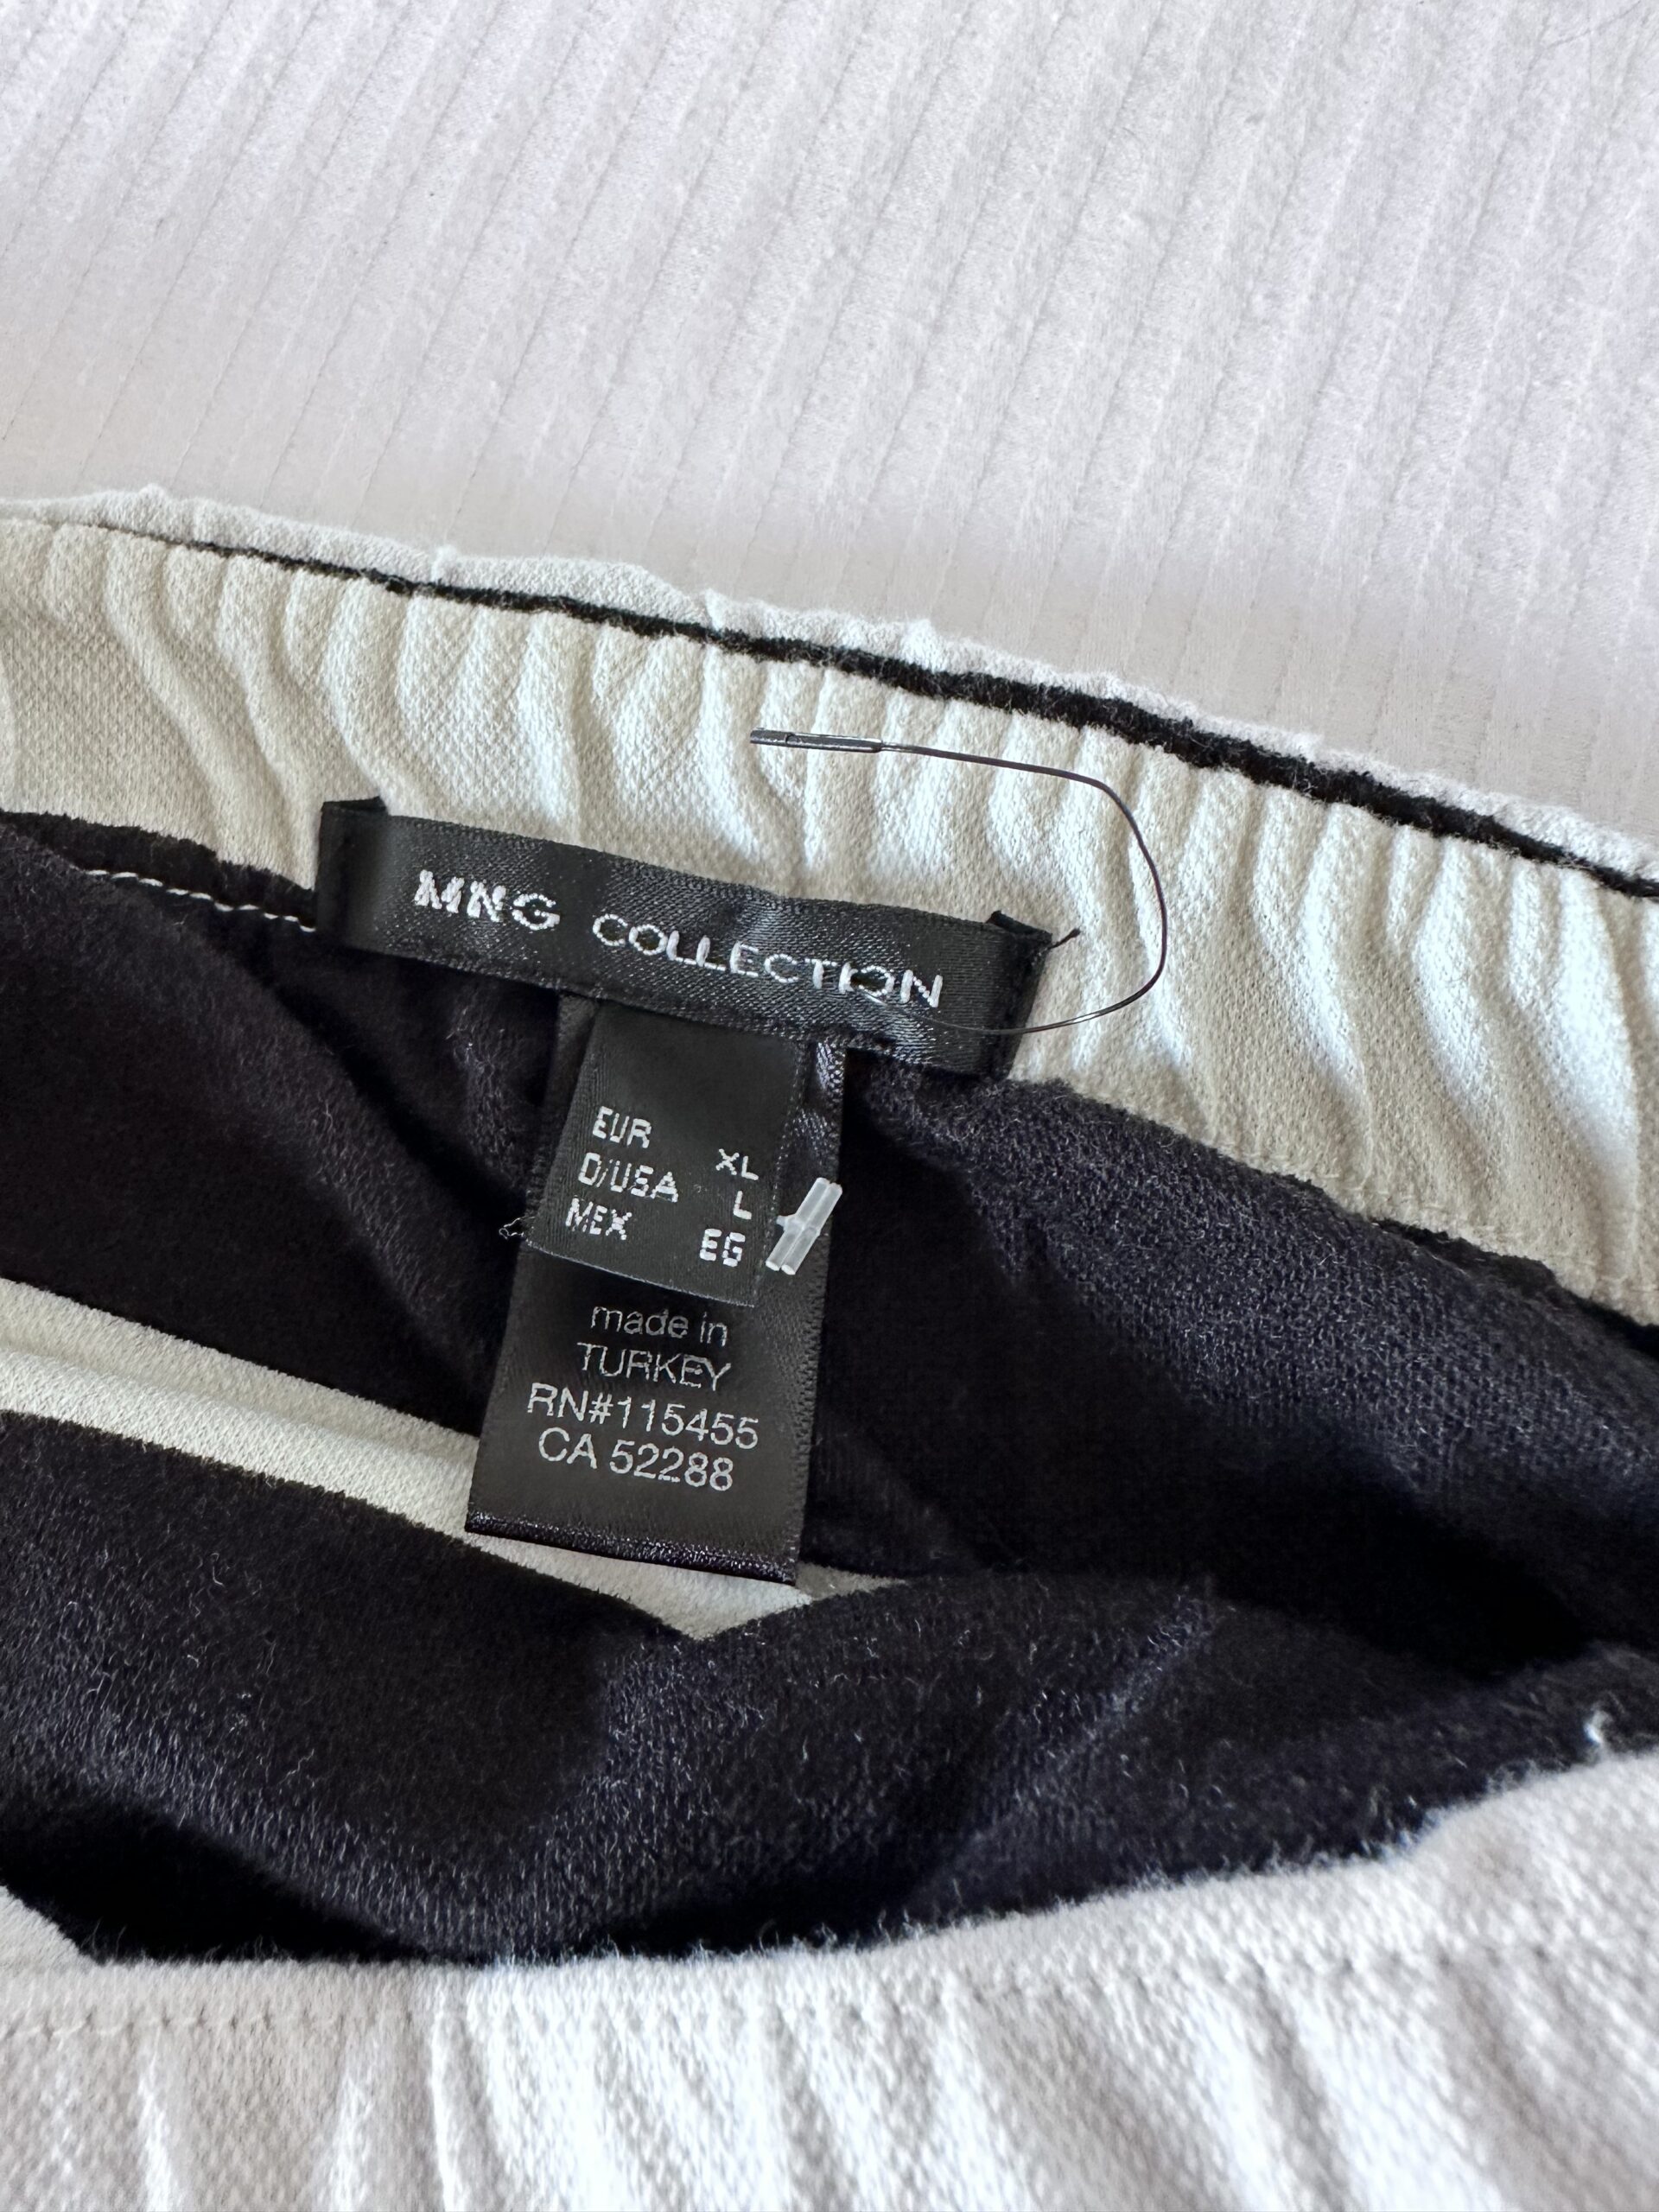 MNG COLLECTION
EUR XL
D/USA L
MEX EG
made in
TURKEY
RN#115455
CA 52288